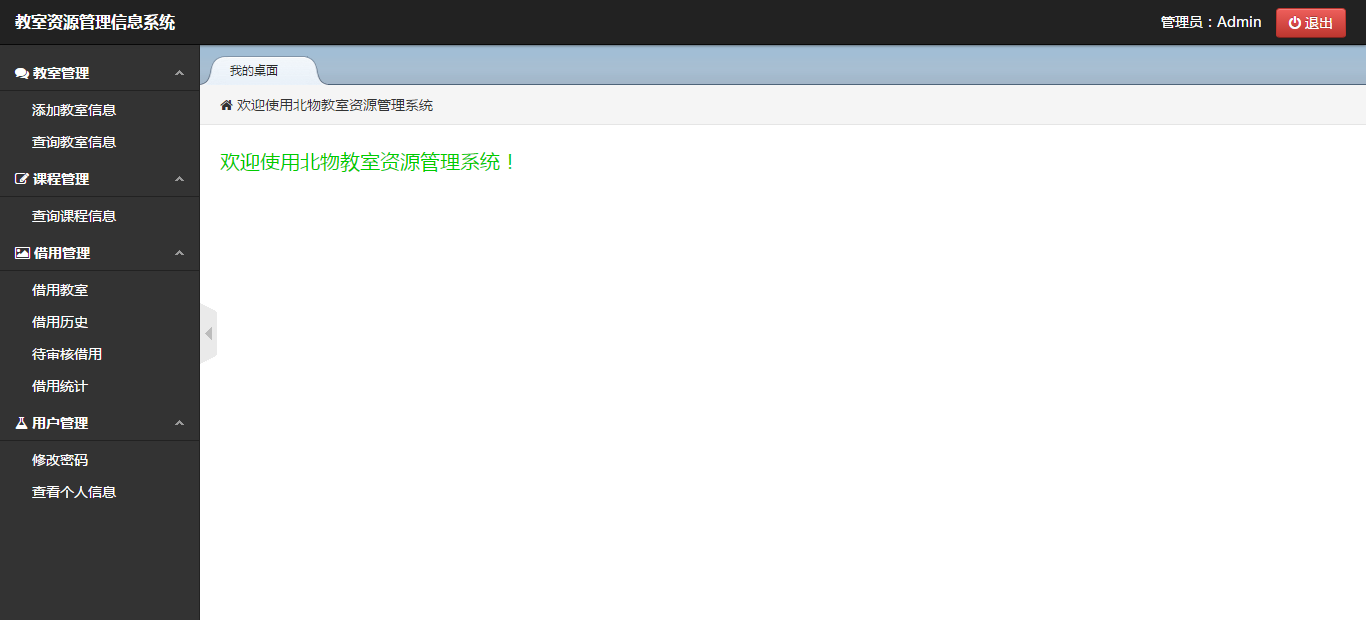 教室资源管理信息系统
管理员：Admin
退出
教室管理
添加教室信息
查询教室信息
课程管理
查询课程信息
借用管理
借用教室
借用历史
待审核借用
借用统计
用户管理
修改密码
查看个人信息
我的桌面
欢迎使用北物教室资源管理系统
欢迎使用北物教室资源管理系统！